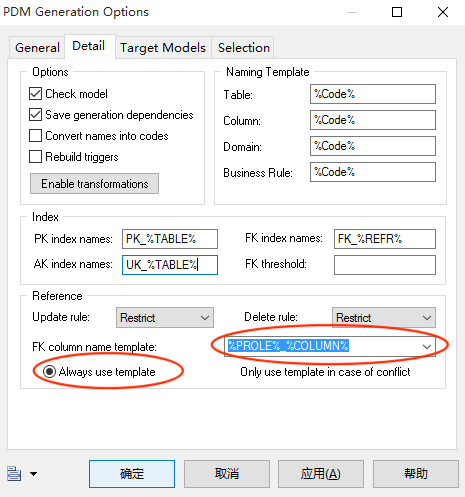 PDM Generation Options
General Detail Target Models Selection
Options
Check model
Save generation dependencies
Convert names into codes
Rebuild triggers
Enable transformations
Naming Template
Table: %Code%
Column: %Code%
Domain: %Code%
Business Rule: %Code%
Index
PK index names: PK_%TABLE% FK index names: FK_%REFR%
AK index names: UK_%TABLE% FK threshold:
Reference
Update rule: Restrict Delete rule: Restrict
FK column name template: %PROLE%_%COLUMN%
Always use template Only use template in case of conflict
确定 取消 应用(A) 帮助